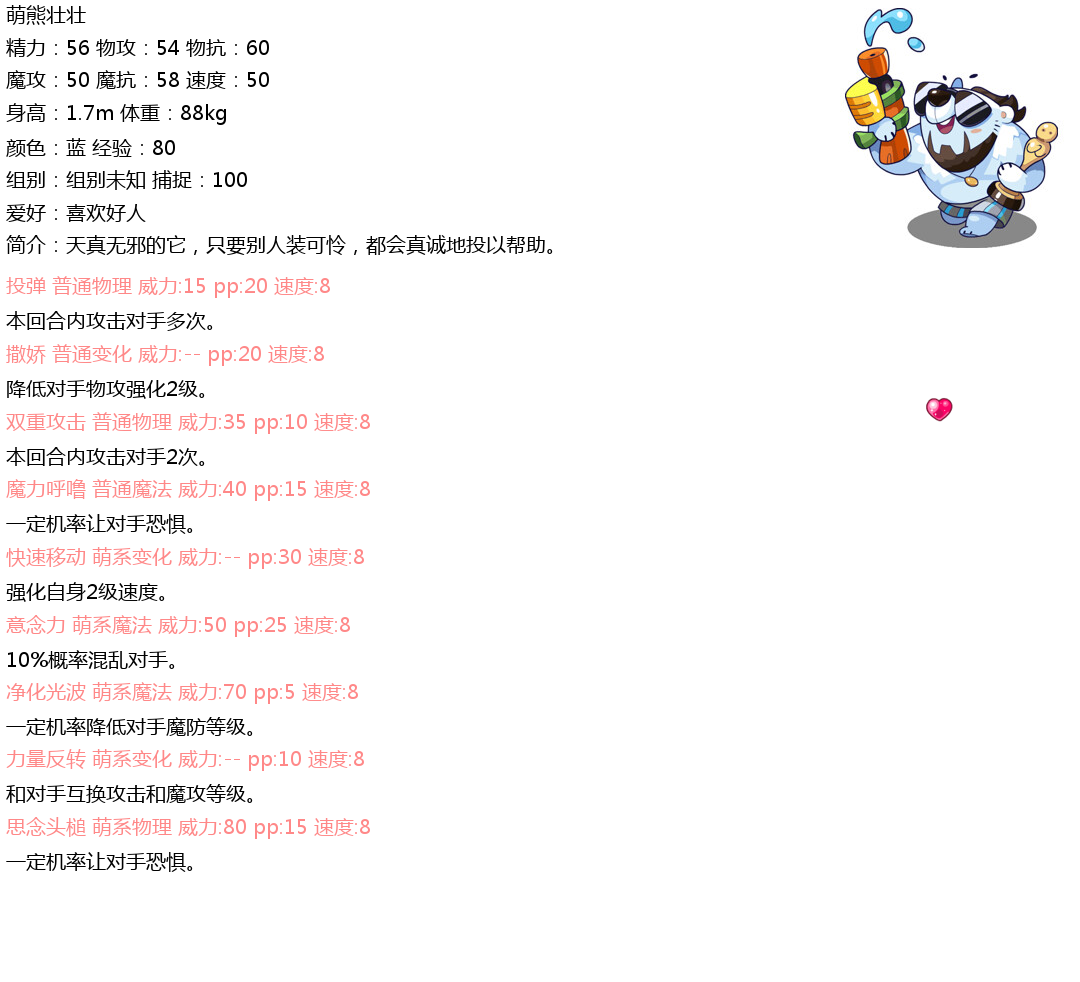 萌熊壮壮
精力：56 物攻：54 物抗：60
魔攻：50 魔抗：58 速度：50
身高：1.7m 体重：88kg
颜色：蓝 经验：80
组别：组别未知 捕捉：100
爱好：喜欢好人
简介：天真无邪的它，只要别人装可怜，都会真诚地投以帮助。
投弹 普通物理 威力:15 pp:20 速度:8
本回合内攻击对手多次。
撒娇 普通变化 威力:-- pp:20 速度:8
降低对手物攻强化2级。
双重攻击 普通物理 威力:35 pp:10 速度:8
本回合内攻击对手2次。
魔力呼噜 普通魔法 威力:40 pp:15 速度:8
一定机率让对手恐惧。
快速移动 萌系变化 威力:-- pp:30 速度:8
强化自身2级速度。
意念力 萌系魔法 威力:50 pp:25 速度:8
10%概率混乱对手。
净化光波 萌系魔法 威力:70 pp:5 速度:8
一定机率降低对手魔防等级。
力量反转 萌系变化 威力:-- pp:10 速度:8
和对手互换攻击和魔攻等级。
思念头槌 萌系物理 威力:80 pp:15 速度:8
一定机率让对手恐惧。